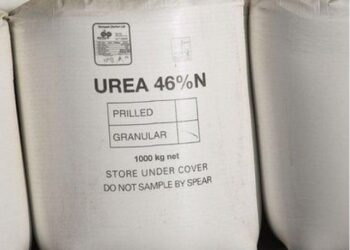 UREA 46%N
PRILLED
GRANULAR
1000 kg net
STORE UNDER COVER
DO NOT SAMPLE BY SPEAR